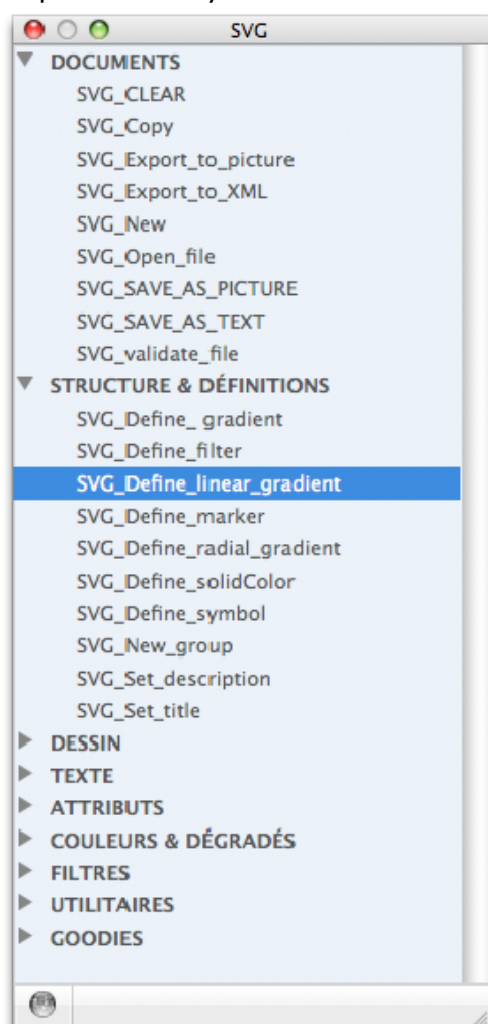 SVG
DOCUMENTS
SVG_CLEAR
SVG_Copy
SVG_Export_to_picture
SVG_Export_to_XML
SVG_New
SVG_Open_file
SVG_SAVE_AS_PICTURE
SVG_SAVE_AS_TEXT
SVG_validate_file
STRUCTURE & DÉFINITIONS
SVG_Define_ gradient
SVG_Define_filter
SVG_Define_linear_gradient
SVG_Define_marker
SVG_Define_radial_gradient
SVG_Define_solidColor
SVG_Define_symbol
SVG_New_group
SVG_Set_description
SVG_Set_title
DESSIN
TEXTE
ATTRIBUTS
COULEURS & DÉGRADÉS
FILTRES
UTILITAIRES
GOODIES